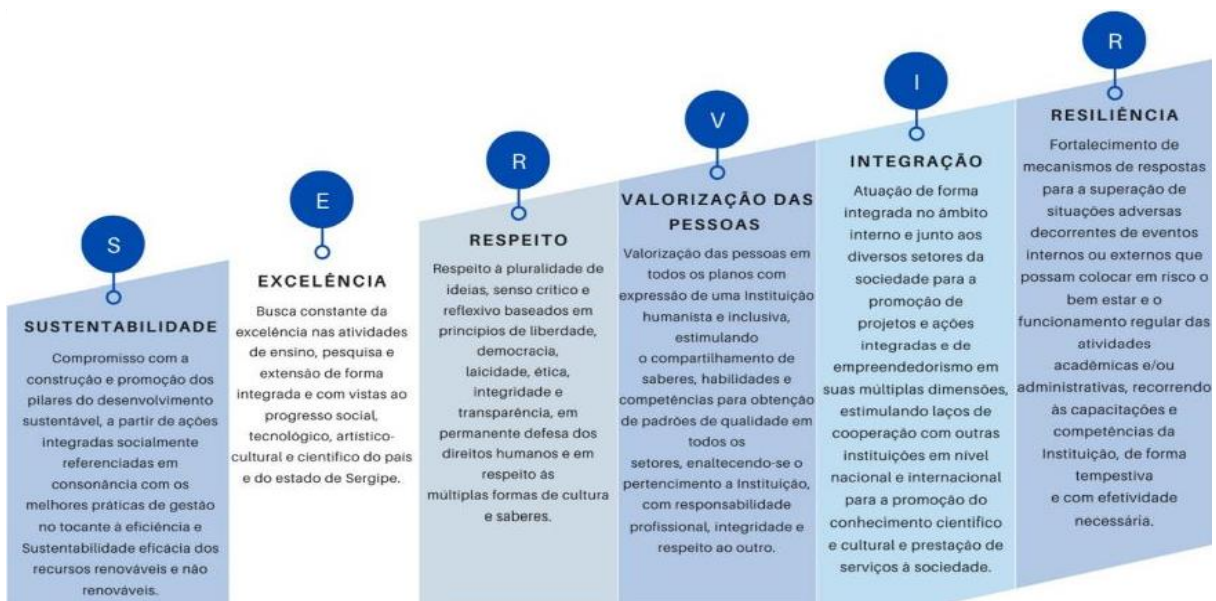 S
SUSTENTABILIDADE
Compromisso com a
construção e promoção dos
pilares do desenvolvimento
sustentável, a partir de ações
integradas socialmente
referenciadas em
consonância com os
melhores práticas de gestão
no tocante à eficiência e
Sustentabilidade eficácia dos
recursos renováveis e não
renováveis.
E
EXCELÊNCIA
Busca constante da
excelência nas atividades
de ensino, pesquisa e
extensão de forma
integrada e com vistas ao
progresso social,
tecnológico, artístico-
cultural e científico do país
e do estado de Sergipe.
R
RESPEITO
Respeito à pluralidade de
ideias, senso crítico e
reflexivo baseados em
princípios de liberdade,
democracia,
laicidade, ética,
integridade e
transparência, em
permanente defesa dos
direitos humanos e em
respeito às
múltiplas formas de cultura
e saberes.
V
VALORIZAÇÃO DAS
PESSOAS
Valorização das pessoas em
todos os planos com
expressão de uma Instituição
humanista e inclusiva,
estimulando
o compartilhamento de
saberes, habilidades e
competências para obtenção
de padrões de qualidade em
todos os
setores, enaltecendo-se o
pertencimento a Instituição,
com responsabilidade
profissional, integridade e
respeito ao outro.
I
INTEGRAÇÃO
Atuação de forma
integrada no âmbito
interno e junto aos
diversos setores da
sociedade para a
promoção de
projetos e ações
integradas e de
empreendedorismo em
suas múltiplas dimensões,
estimulando laços de
cooperação com outras
instituições em nível
nacional e internacional
para a promoção do
conhecimento científico
e cultural e prestação de
serviços à sociedade.
R
RESILIÊNCIA
Fortalecimento de
mecanismos de respostas
para a superação de
situações adversas
decorrentes de eventos
internos ou externos que
possam colocar em risco o
bem estar e o
funcionamento regular das
atividades
acadêmicas e/ou
administrativas, recorrendo
às capacitações e
competências da
Instituição, de forma
tempestiva
e com efetividade
necessária.